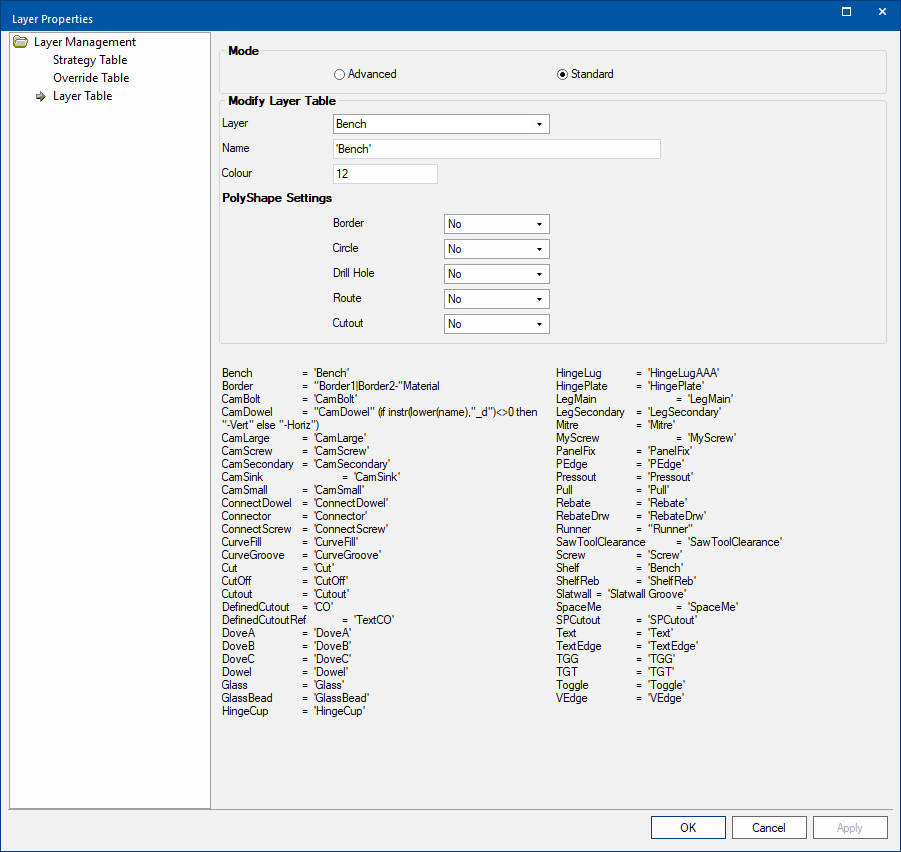 Layer Properties
Layer Management
Strategy Table
Override Table
Layer Table
Mode
Advanced
Standard
Modify Layer Table
Layer
Bench
Name
'Bench'
Colour
12
PolyShape Settings
Border
No
Circle
No
Drill Hole
No
Route
No
Cutout
No
Bench = 'Bench'
Border = "Border1|Border2-"Material
CamBolt = 'CamBolt'
CamDowel = "CamDowel" (if instr(lower(name),"_d")<>0 then
"-Vert" else "-Horiz")
CamLarge = 'CamLarge'
CamScrew = 'CamScrew'
CamSecondary = 'CamSecondary'
CamSink = 'CamSink'
CamSmall = 'CamSmall'
ConnectDowel = 'ConnectDowel'
Connector = 'Connector'
ConnectScrew = 'ConnectScrew'
CurveFill = 'CurveFill'
CurveGroove = 'CurveGroove'
Cut = 'Cut'
CutOff = 'CutOff'
Cutout = 'Cutout'
DefinedCutout = 'CO'
DefinedCutoutRef = 'TextCO'
DoveA = 'DoveA'
DoveB = 'DoveB'
DoveC = 'DoveC'
Dowel = 'Dowel'
Glass = 'Glass'
GlassBead = 'GlassBead'
HingeCup = 'HingeCup'
HingeLug = 'HingeLugAAA'
HingePlate = 'HingePlate'
LegMain = 'LegMain'
LegSecondary = 'LegSecondary'
Mitre = 'Mitre'
MyScrew = 'MyScrew'
PanelFix = 'PanelFix'
PEdge = 'PEdge'
Pressout = 'Pressout'
Pull = 'Pull'
Rebate = 'Rebate'
RebateDrw = 'RebateDrw'
Runner = "Runner"
SawToolClearance = 'SawToolClearance'
Screw = 'Screw'
Shelf = 'Bench'
ShelfReb = 'ShelfReb'
Slatwall = 'Slatwall Groove'
SpaceMe = 'SpaceMe'
SPCutout = 'SPCutout'
Text = 'Text'
TextEdge = 'TextEdge'
TGG = 'TGG'
TGT = 'TGT'
Toggle = 'Toggle'
VEdge = 'VEdge'
OK
Cancel
Apply